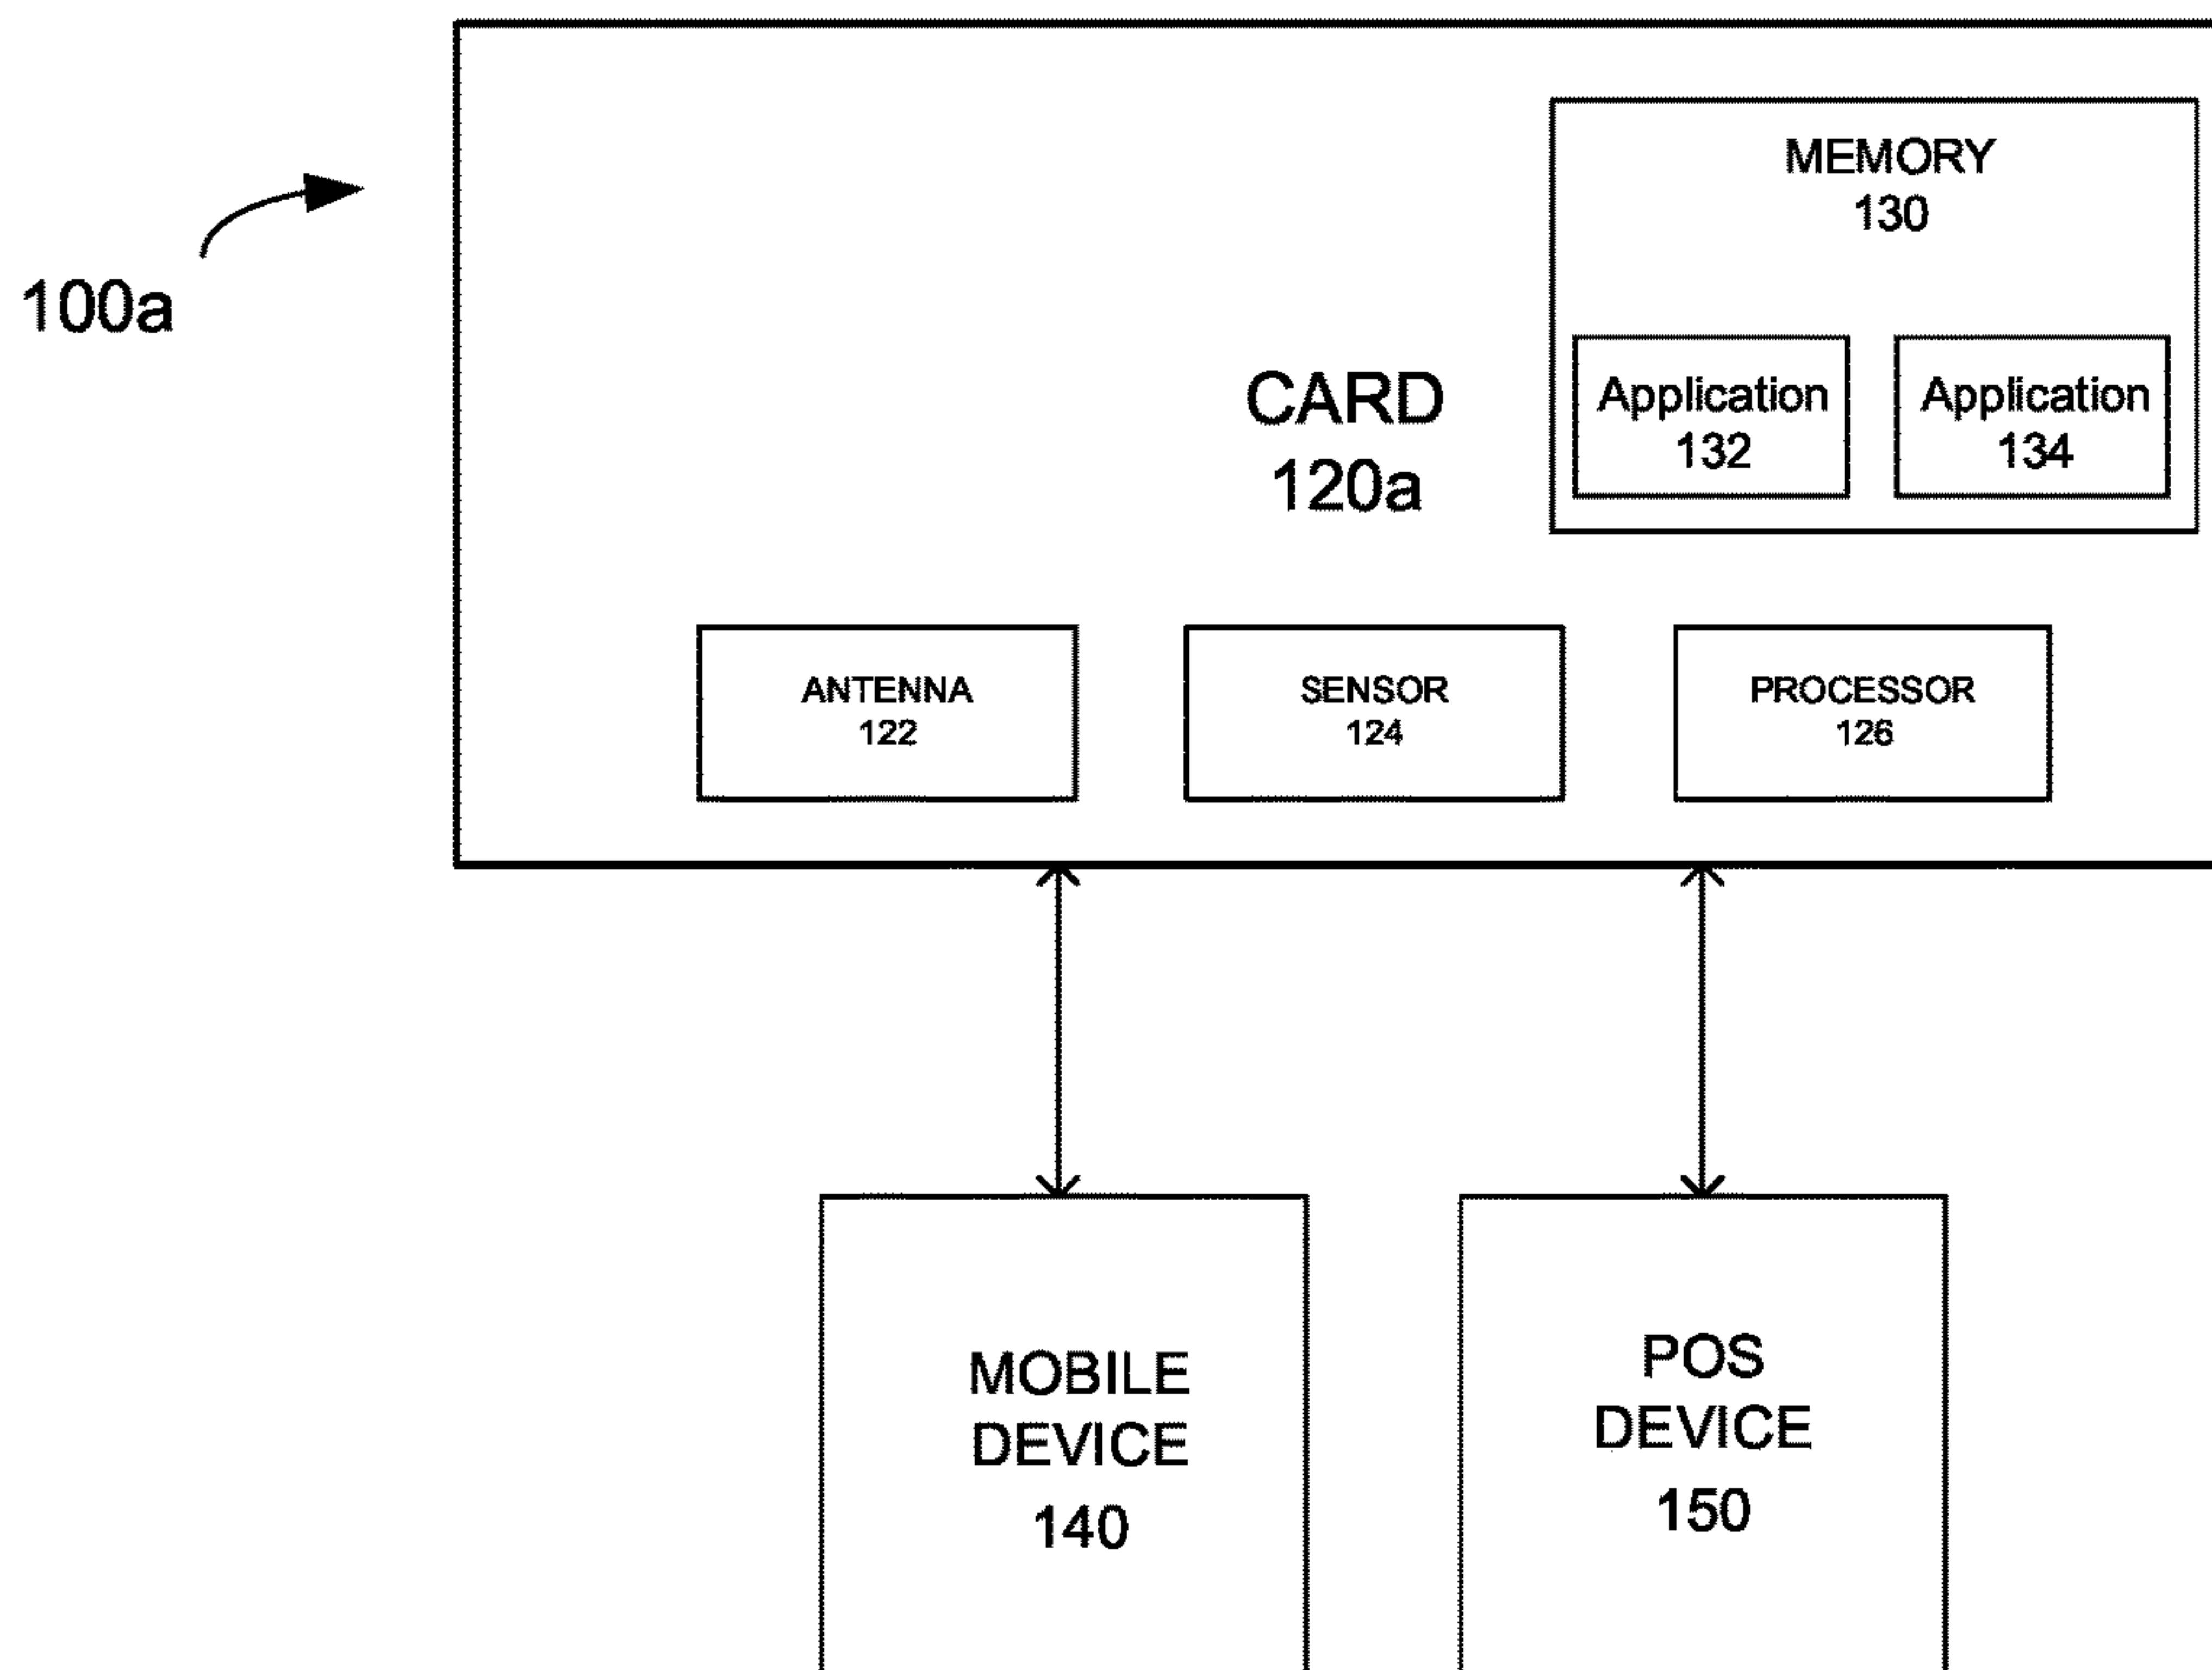 100a
MEMORY
130
CARD
120a
Application
132
Application
134
ANTENNA
122
SENSOR
124
PROCESSOR
126
MOBILE
DEVICE
140
POS
DEVICE
150